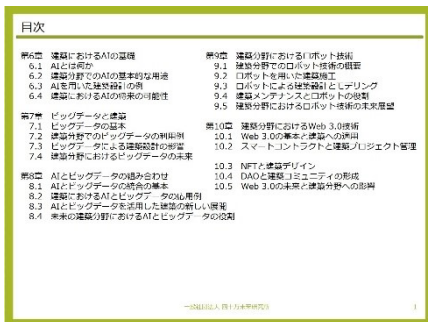 目次
第6章 建築におけるAIの基礎
6.1 AIとは何か
6.2 建築分野でのAIの基本的な用途
6.3 AIを用いた建築設計の例
6.4 建築におけるAIの将来の可能性
第7章 ビッグデータと建築
7.1 ビッグデータの基本
7.2 建築分野でのビッグデータの利用例
7.3 ビッグデータによる建築設計の影響
7.4 建築分野におけるビッグデータの未来
第8章 AIとビッグデータの組み合わせ
8.1 AIとビッグデータの統合の基本
8.2 建築におけるAIとビッグデータの応用例
8.3 AIとビッグデータを活用した建築の新しい展開
8.4 未来の建築分野におけるAIとビッグデータの役割
第9章 建築分野におけるロボット技術
9.1 建築分野でのロボット技術の概要
9.2 ロボットを用いた建築施工
9.3 ロボットによる建築設計とモデリング
9.4 建築メンテナンスとロボットの役割
9.5 建築分野におけるロボット技術の未来展望
第10章 建築分野におけるWeb 3.0技術
10.1 Web 3.0の基本と建築への適用
10.2 スマートコントラクトと建築プロジェクト管理
10.3 NFTと建築デザイン
10.4 DAOと建築コミュニティの形成
10.5 Web 3.0の未来と建築分野への影響
一般社団法人
1